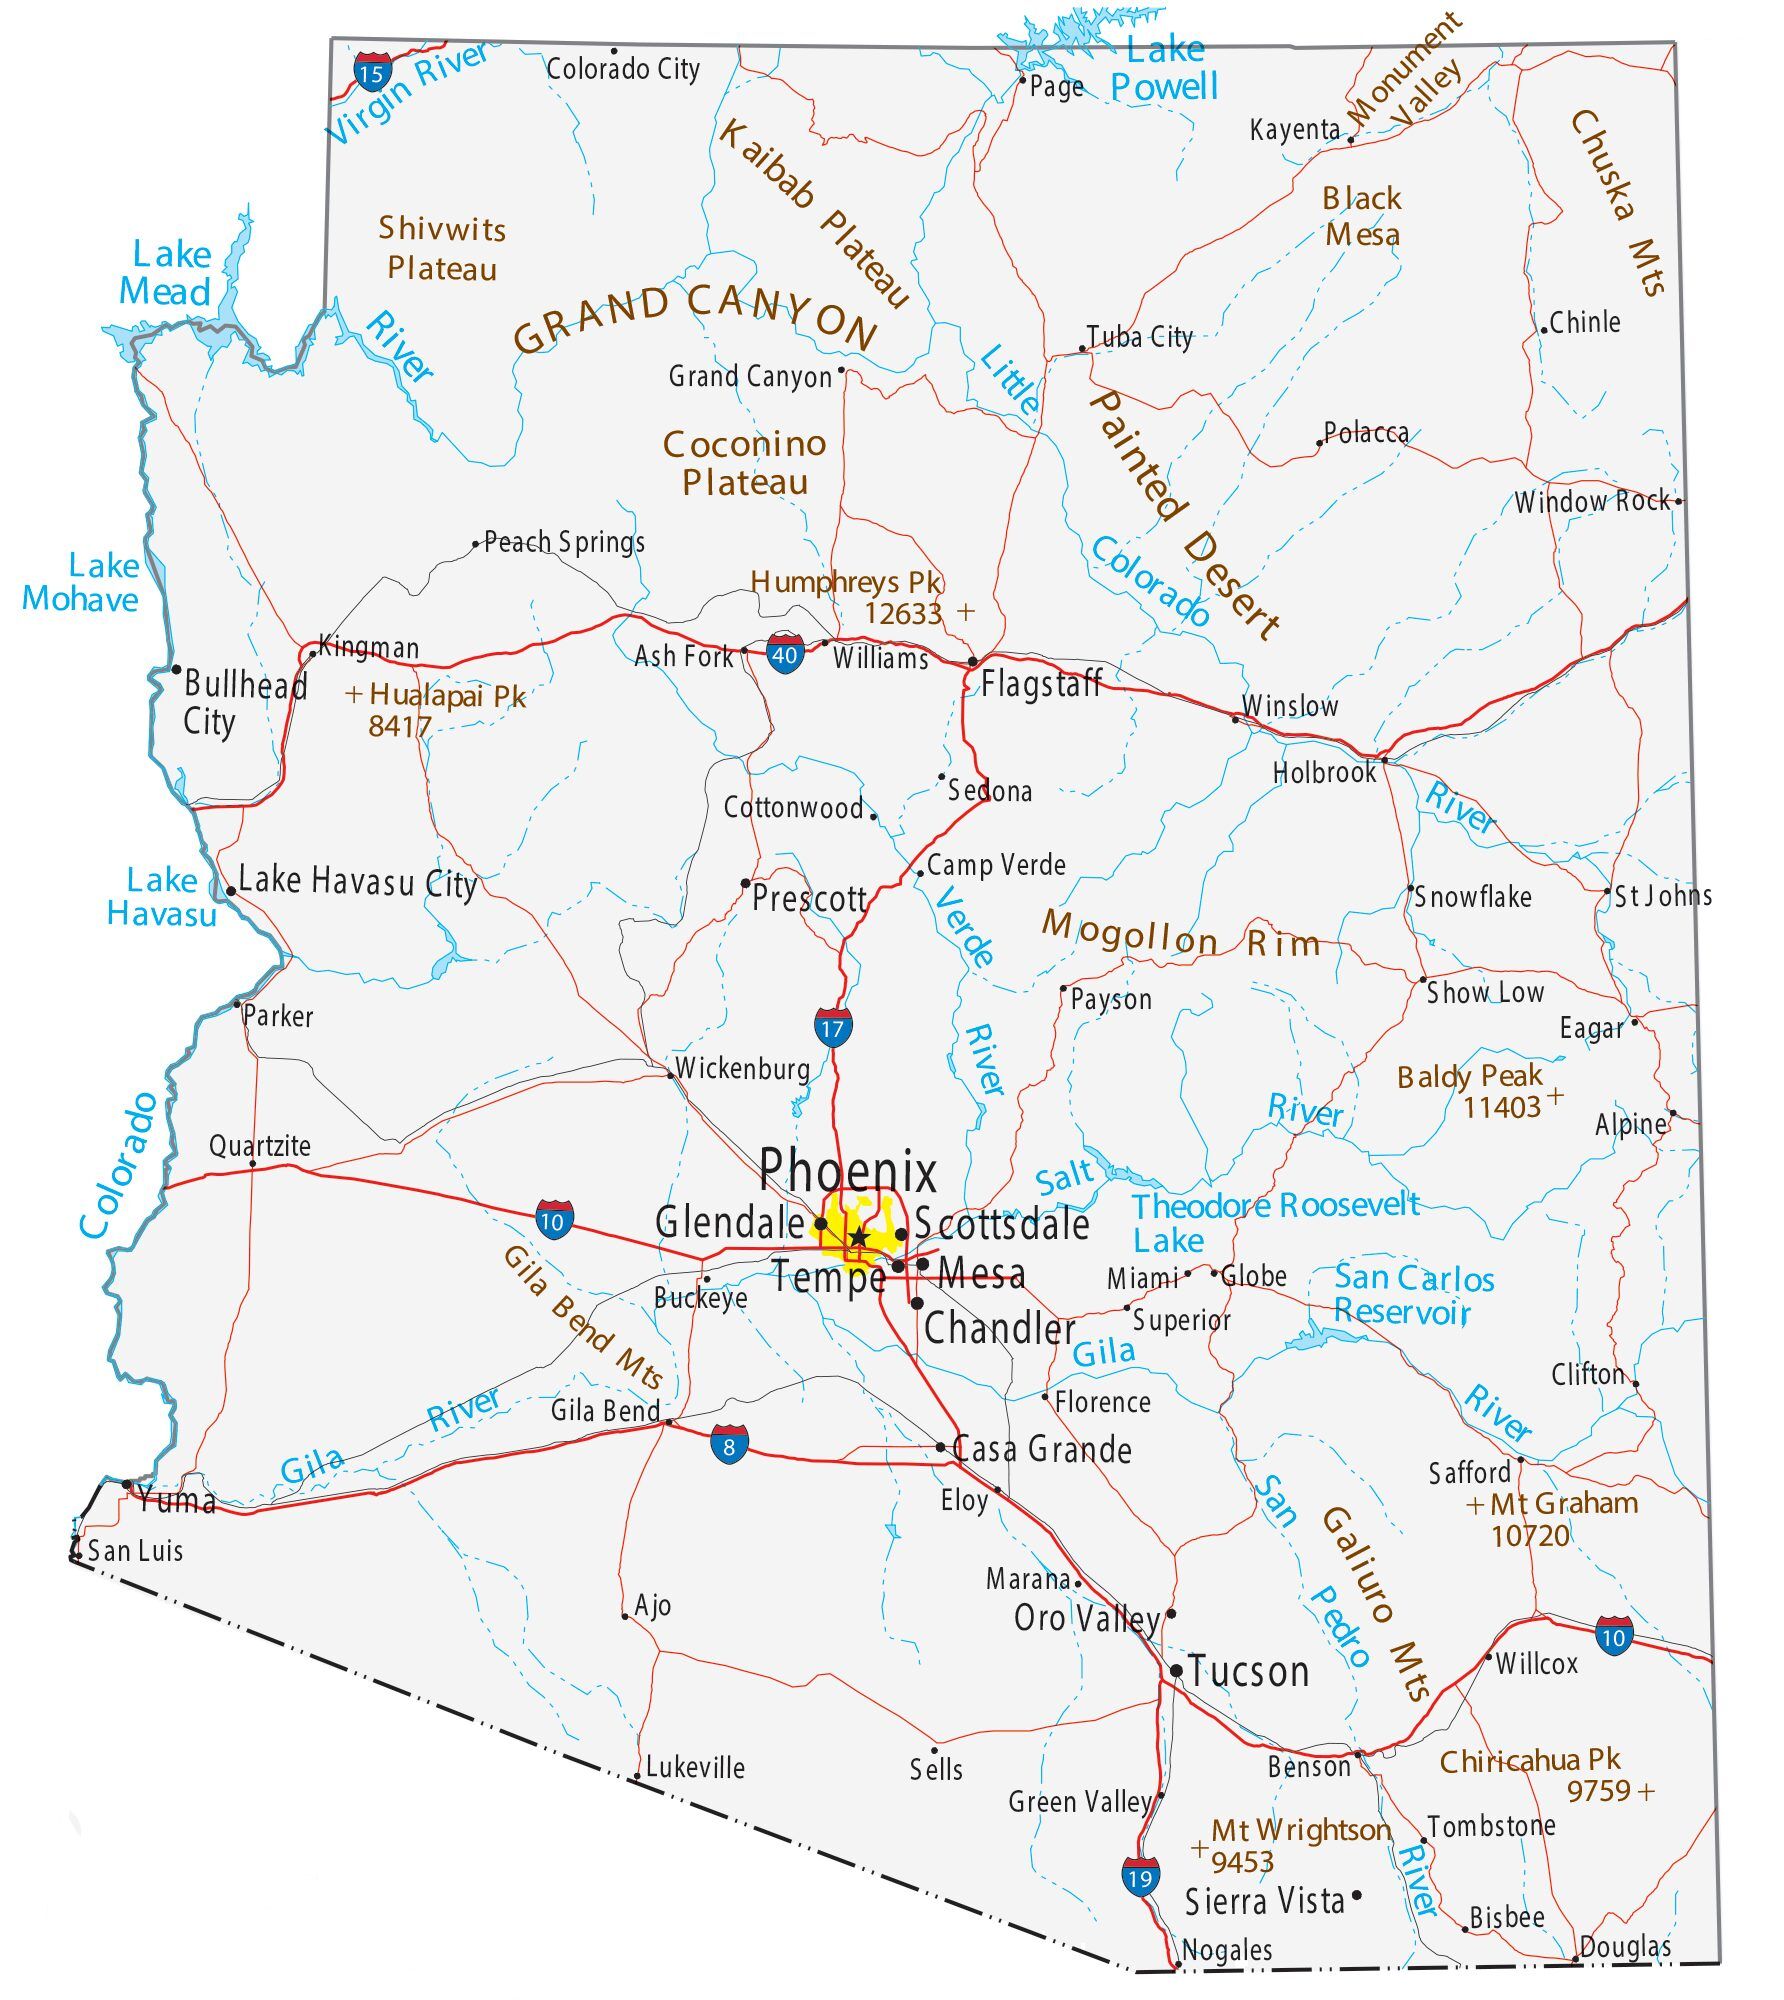 15
Virgin River
Colorado City
Lake
Powell
Page
Monument
Valley
Kayenta
Chuska Mts
Kaibab Plateau
Black
Mesa
Shivwits
Plateau
Lake
Mead
River
GRAND CANYON
Tuba City
Chinle
Little
Grand Canyon
Painted Desert
Polacca
Coconino
Plateau
Window Rock
Peach Springs
Colorado
Lake
Mohave
Humphreys Pk
12633
Kingman
Ash Fork
40
Williams
Flagstaff
Bullhead
City
Hualapai Pk
8417
Winslow
Holbrook
Sedona
Cottonwood
River
Camp Verde
Lake
Havasu
Lake Havasu City
Prescott
Snowflake
St Johns
Verde
Mogollon Rim
Payson
Show Low
Parker
17
Eagar
River
Wickenburg
Baldy Peak
11403
River
Alpine
Colorado
Quartzite
Phoenix
Salt
Theodore Roosevelt
Lake
10
Glendale
Scottsdale
Tempe
Mesa
Miami
Globe
San Carlos
Reservoir
Gila Bend Mts
Buckeye
Superior
Chandler
Gila
Clifton
River
Gila Bend
Florence
River
8
Casa Grande
Gila
Safford
Yuma
Eloy
San
Mt Graham
10720
1
San Luis
Galiuro Mts
Marana
Ajo
Oro Valley
Pedro
10
Tucson
Willcox
Lukeville
Sells
Benson
Chiricahua Pk
9759
Green Valley
Mt Wrightson
9453
Tombstone
19
River
Sierra Vista
Bisbee
Nogales
Douglas